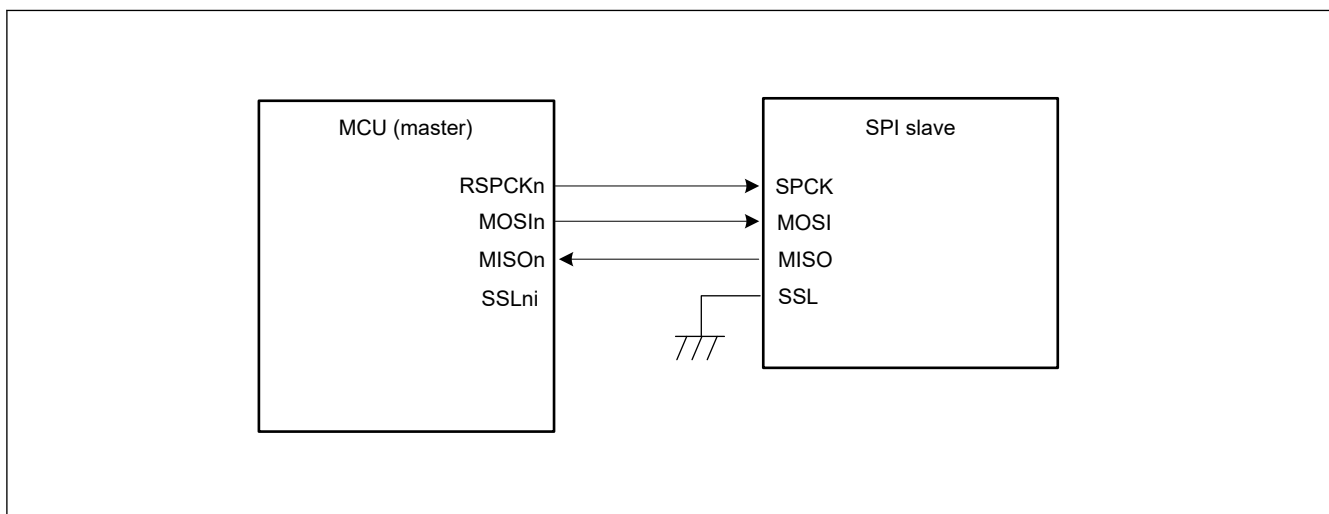 MCU (master)
SPI slave
RSPCKn
SPCK
MOSIn
MOSI
MISOn
MISO
SSLni
SSL